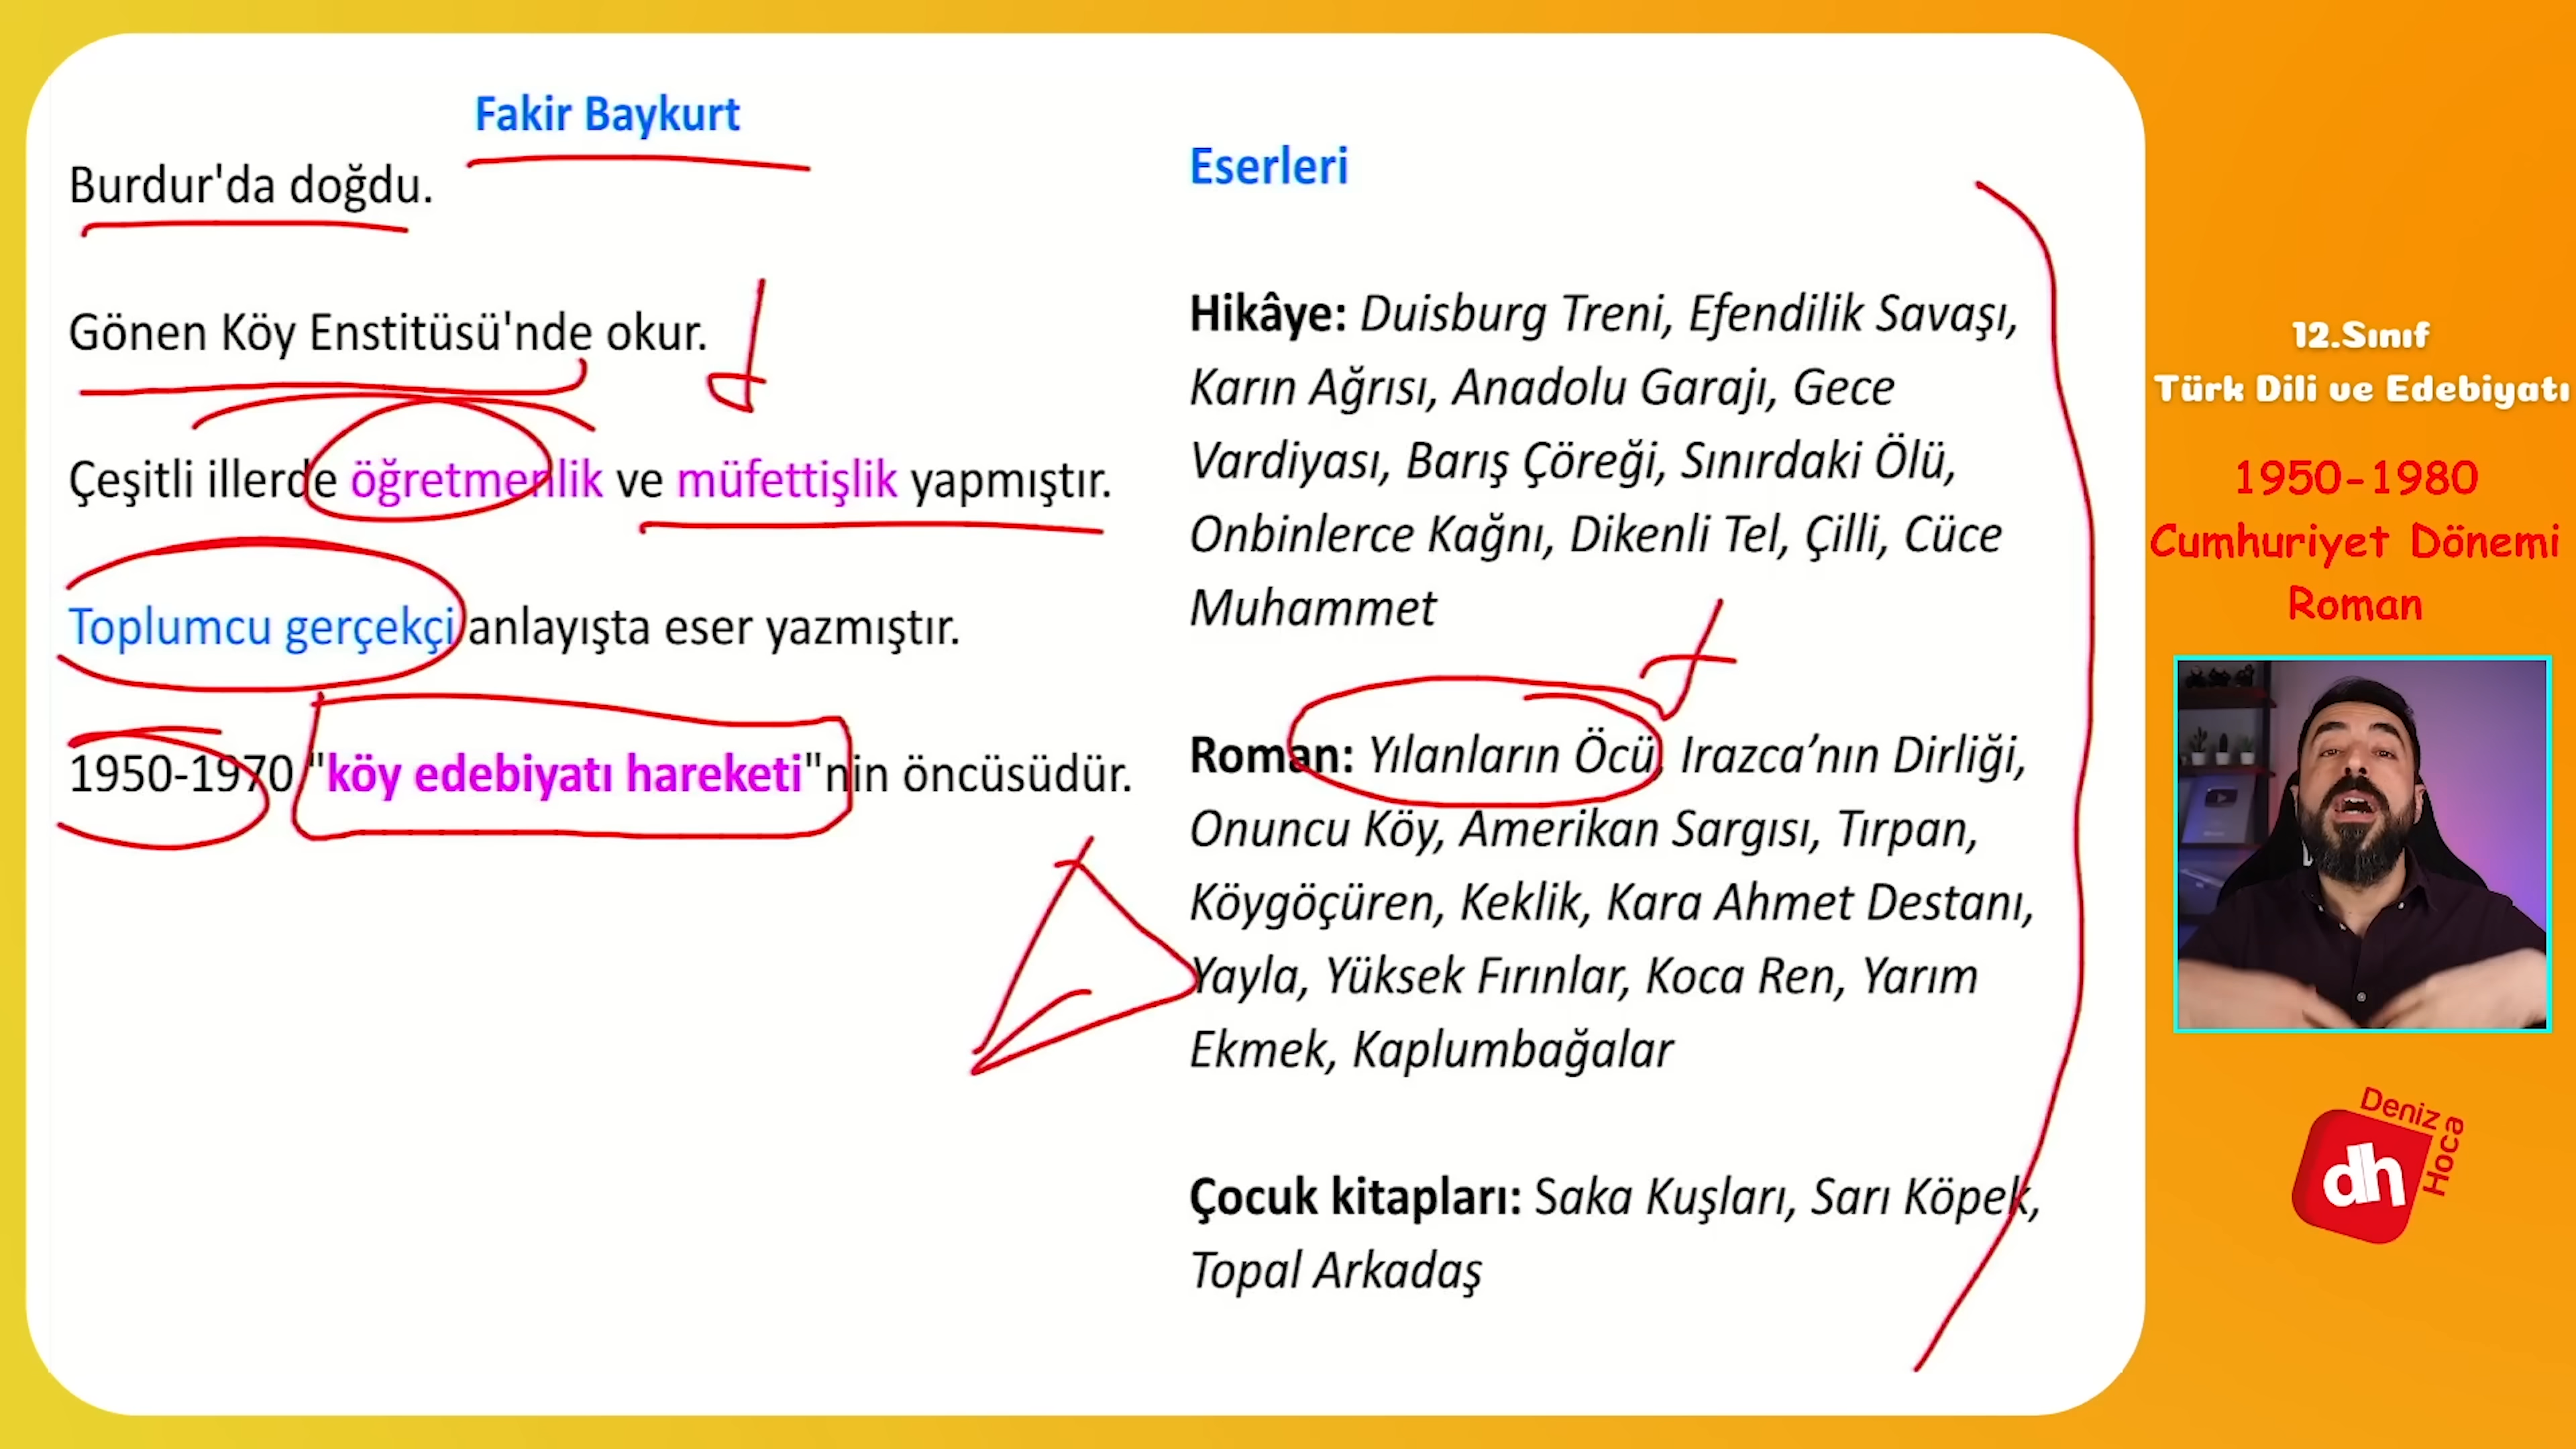 Fakir Baykurt
Burdur'da doğdu.
Gönen Köy Enstitüsü'nde okur.
Çeşitli illerde öğretmenlik ve müfettişlik yapmıştır.
Toplumcu gerçekçi anlayışta eser yazmıştır.
1950-1970 "köy edebiyatı hareketi"nin öncüsüdür.
Eserleri
Hikâye: Duisburg Treni, Efendilik Savaşı,
Karın Ağrısı, Anadolu Garajı, Gece
Vardiyası, Barış Çöreği, Sınırdaki Ölü,
Onbinlerce Kağnı, Dikenli Tel, Çilli, Cüce
Muhammet
Roman: Yılanların Öcü, Irazca’nın Dirliği,
Onuncu Köy, Amerikan Sargısı, Tırpan,
Köygöçüren, Keklik, Kara Ahmet Destanı,
Yayla, Yüksek Fırınlar, Koca Ren, Yarım
Ekmek, Kaplumbağalar
Çocuk kitapları: Saka Kuşları, Sarı Köpek,
Topal Arkadaş
12.Sınıf
Türk Dili ve Edebiyatı
1950-1980
Cumhuriyet Dönemi
Roman
Deniz
Hoca
dh